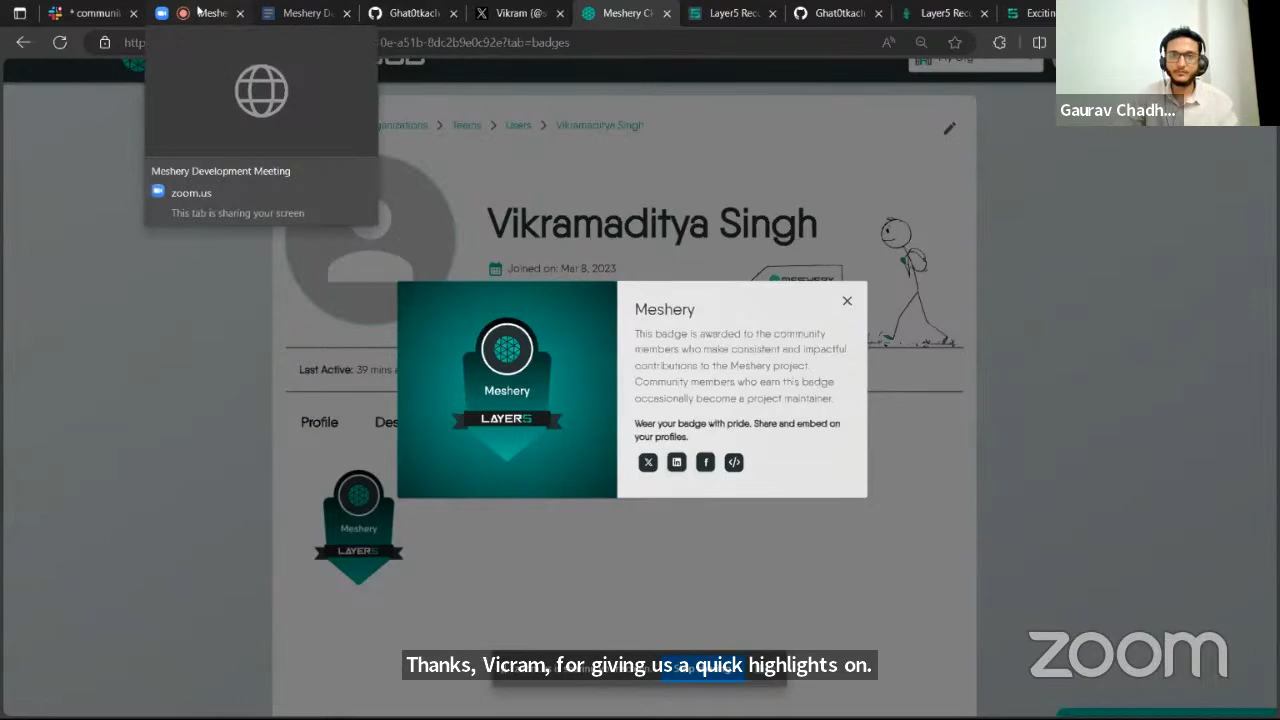 * communi
Meshe
Meshery De
Ghat0tkach
Vikram (@s
Meshery Cl
Layer5 Rec
Ghat0tkac
Layer5 Rec
Excitin
0e-a51b-8dc2b9e0c92e?tab=badges
Gaurav Chadh...
Teams
Users
Vikramaditya Singh
Meshery Development Meeting
zoom.us
This tab is sharing your screen
Vikramaditya Singh
Joined on: Mar 8, 2023
MESHERY
Last Active: 39 mins a
Profile
Des
Meshery
LAYER5
Meshery
This badge is awarded to the community
members who make consistent and impactful
contributions to the Meshery project.
Community members who earn this badge
occasionally become a project maintainer.
Wear your badge with pride. Share and embed on
your profiles.
Meshery
LAYER5
Thanks, Vicram, for giving us a quick highlights on.
zoom